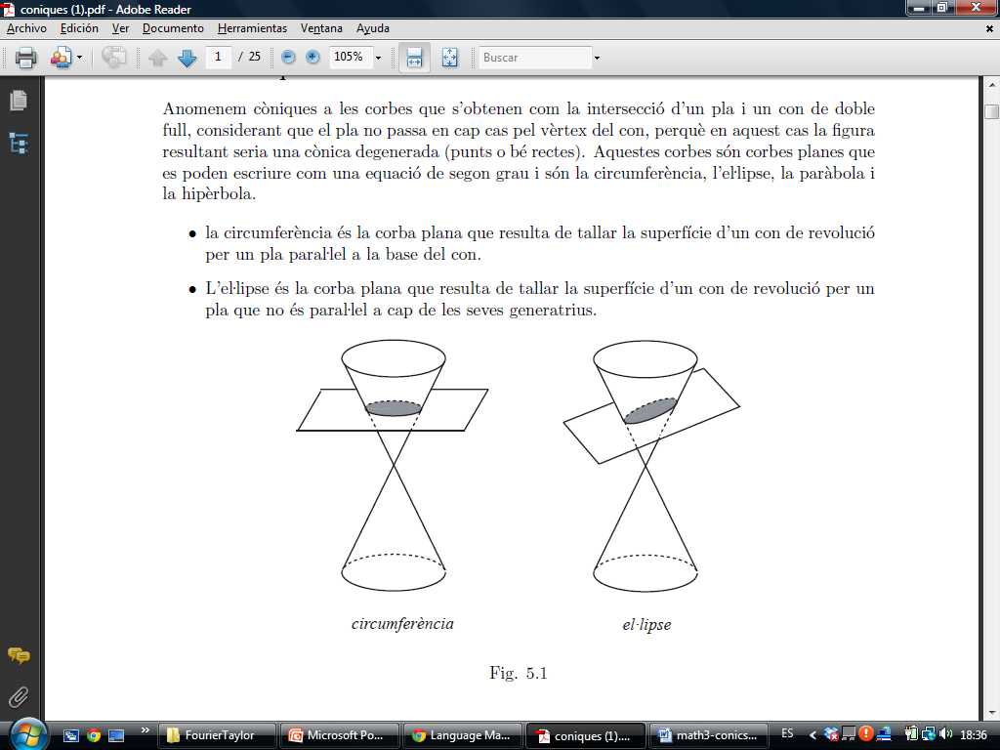 coniques (1).pdf - Adobe Reader
Archivo Edición Ver Documento Herramientas Ventana Ayuda
1 / 25 105% Buscar
Anomenem còniques a les corbes que s'obtenen com la intersecció d'un pla i un con de doble
full, considerant que el pla no passa en cap cas pel vèrtex del con, perquè en aquest cas la figura
resultant seria una cònica degenerada (punts o bé rectes). Aquestes corbes són corbes planes que
es poden escriure com una equació de segon grau i són la circumferència, l'el·lipse, la paràbola i
la hipèrbola.
• la circumferència és la corba plana que resulta de tallar la superfície d'un con de revolució
per un pla paral·lel a la base del con.
• L'el·lipse és la corba plana que resulta de tallar la superfície d'un con de revolució per un
pla que no és paral·lel a cap de les seves generatrius.
circumferència el·lipse
Fig. 5.1
FourierTaylor Microsoft Po... Language Ma... coniques (1).... math3-conics... ES 18:36